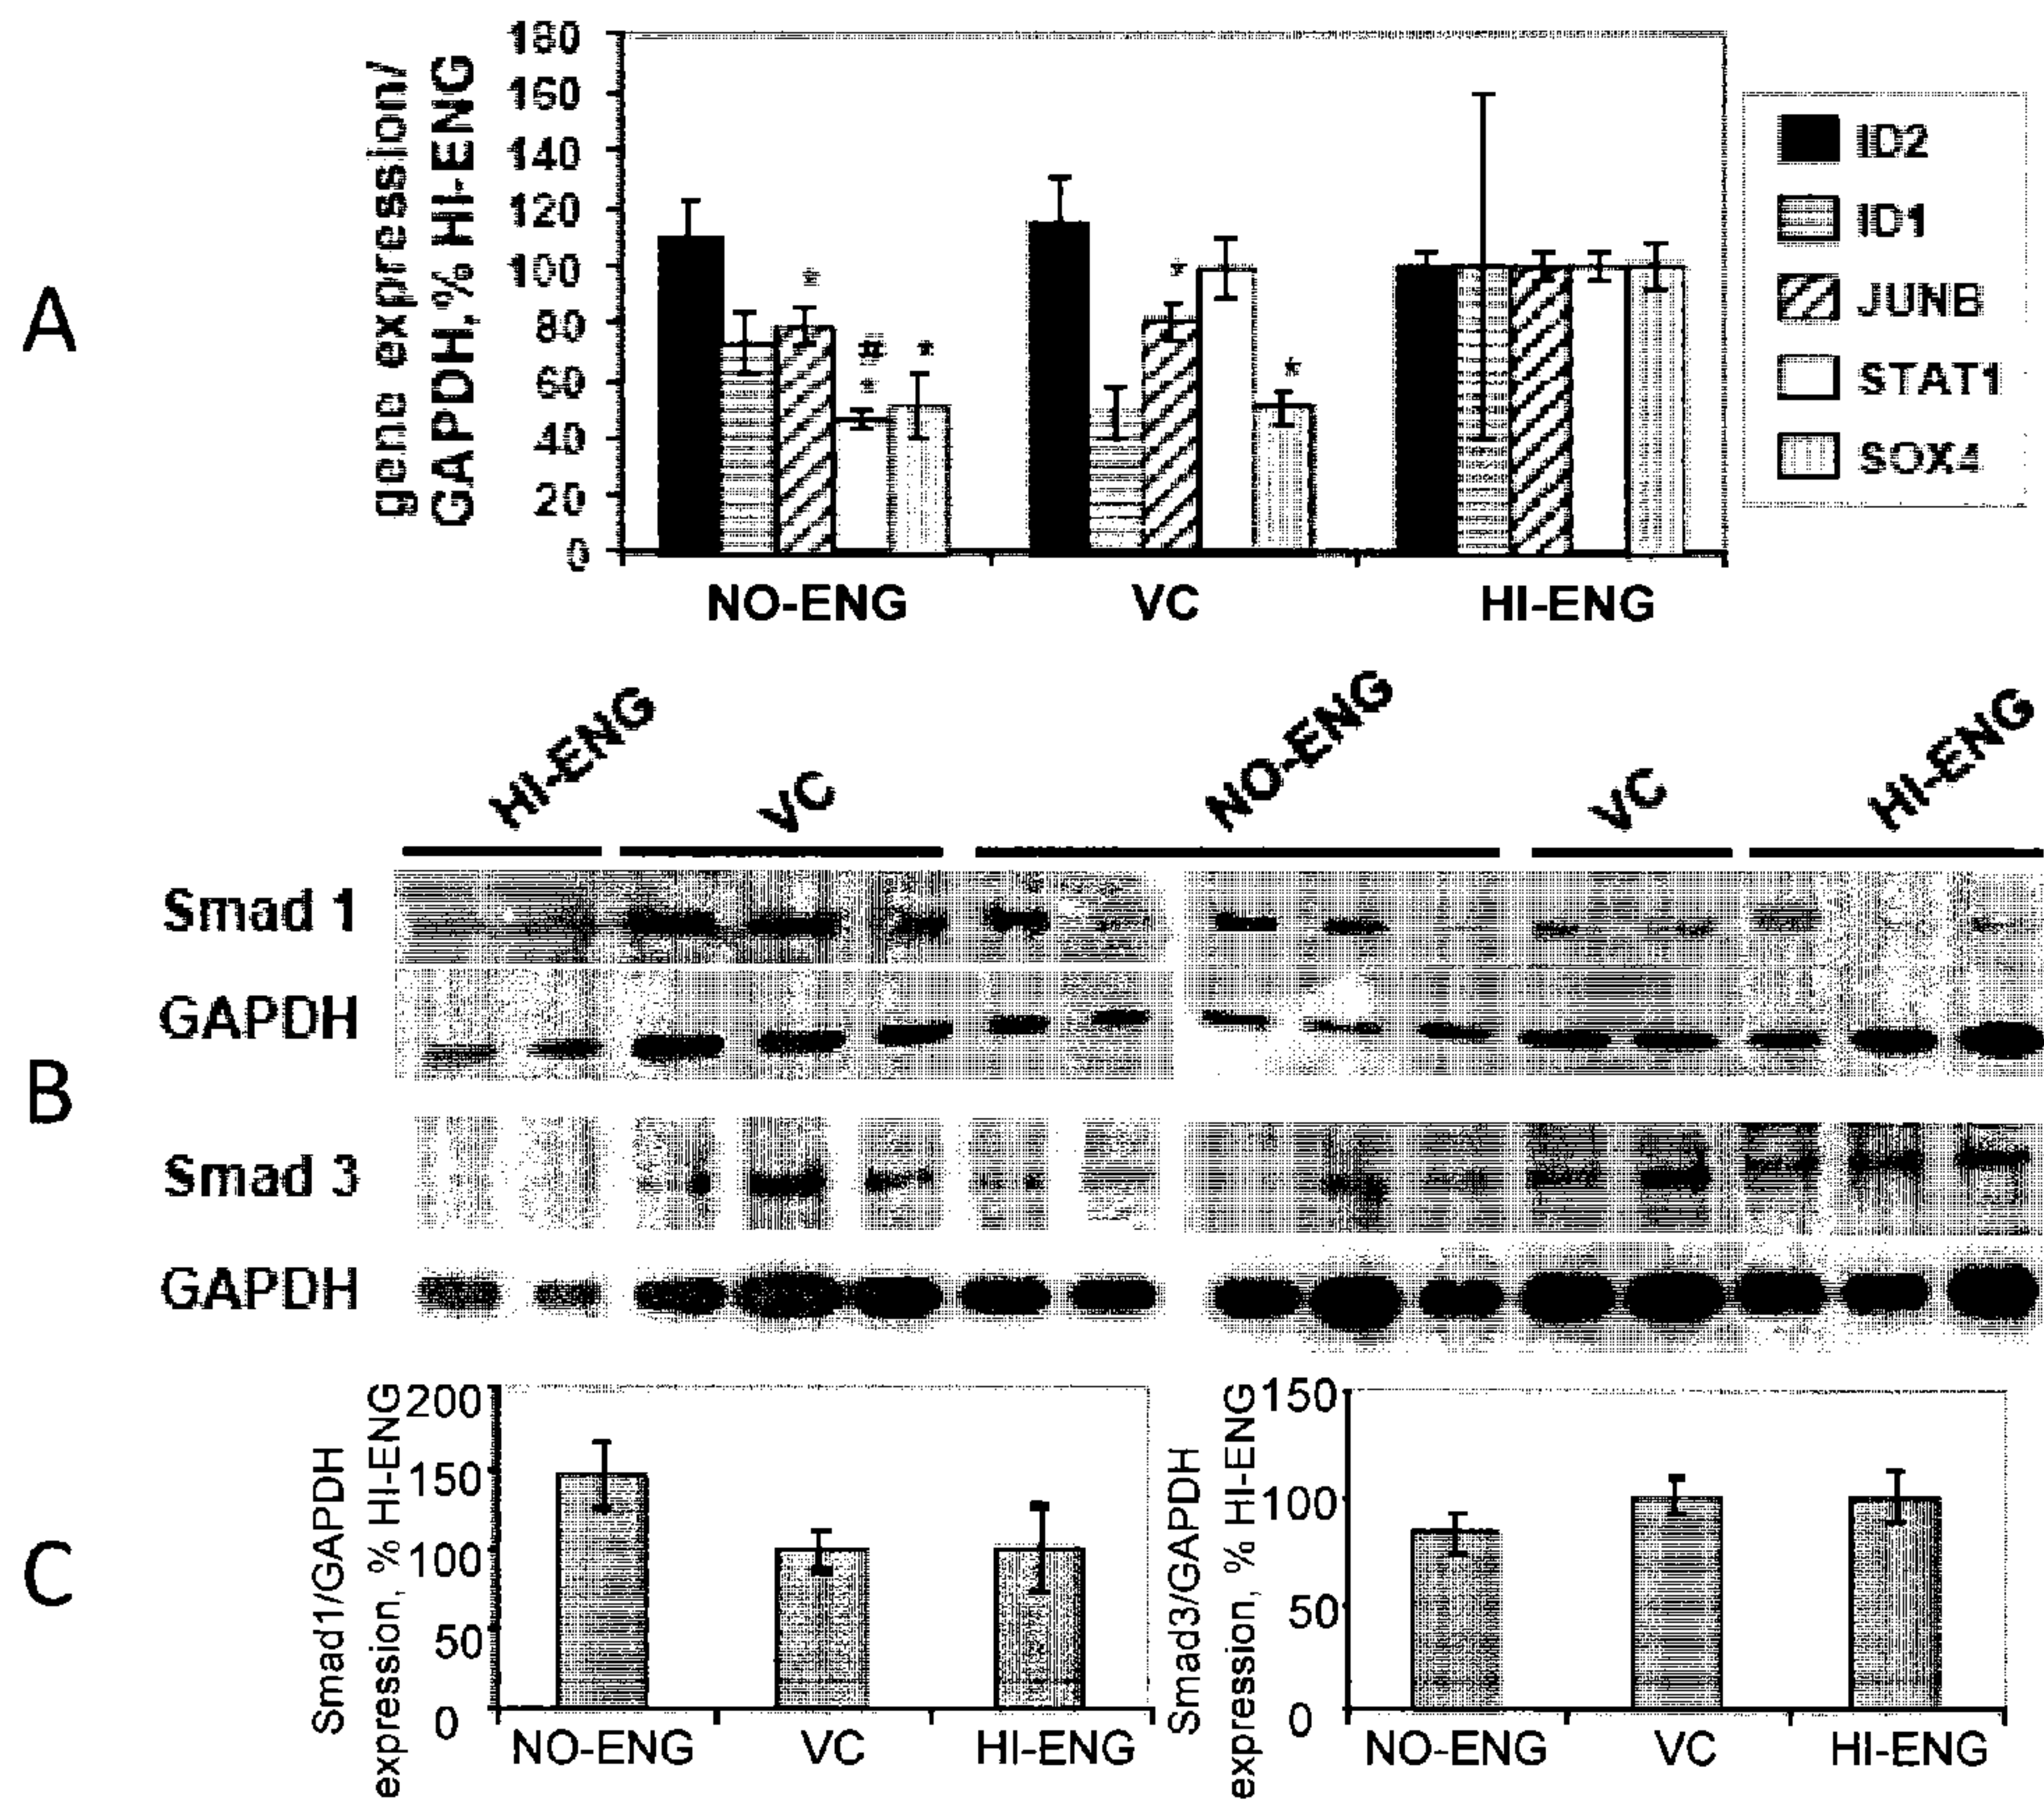 A
gene expression/
GAPDH,% HI-ENG
180
160
140
120
100
80
60
40
20
0
*
#
*
*
*
*
NO-ENG VC HI-ENG
ID2
ID1
JUNB
STAT1
SOX4
B
HI-ENG VC NO-ENG VC HI-ENG
Smad 1
GAPDH
Smad 3
GAPDH
C
Smad1/GAPDH
expression, % HI-ENG
200
150
100
50
0
NO-ENG VC HI-ENG
Smad3/GAPDH
expression, % HI-ENG
150
100
50
0
NO-ENG VC HI-ENG